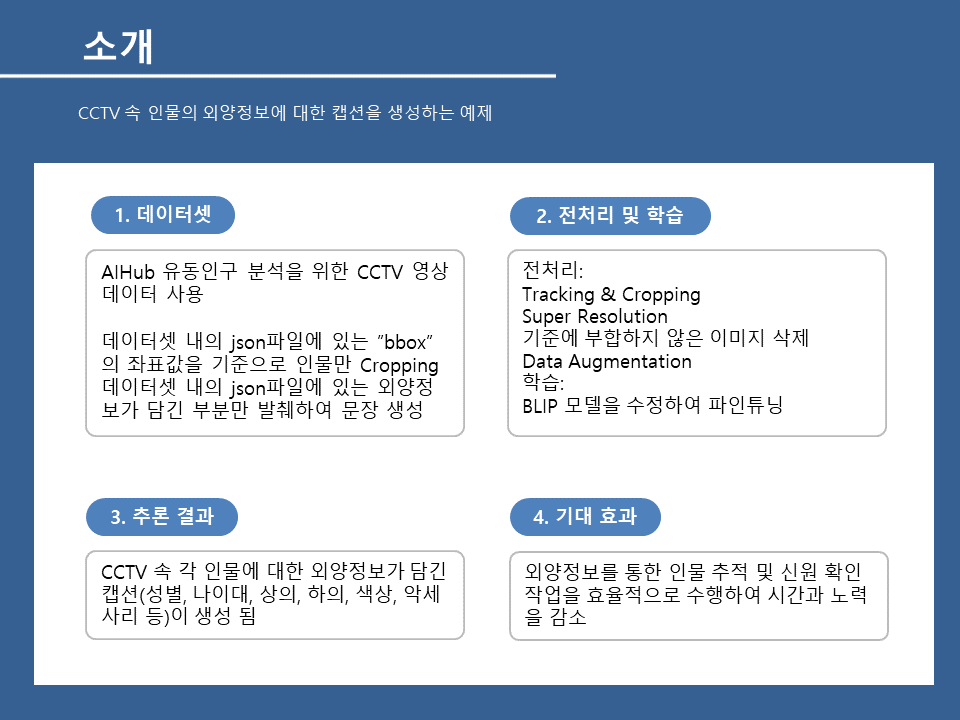 소개
CCTV 속 인물의 외양정보에 대한 캡션을 생성하는 예제
1. 데이터셋
AIHub 유동인구 분석을 위한 CCTV 영상
데이터 사용
데이터셋 내의 json파일에 있는 "bbox"
의 좌표값을 기준으로 인물만 Cropping
데이터셋 내의 json파일에 있는 외양정
보가 담긴 부분만 발췌하여 문장 생성
2. 전처리 및 학습
전처리:
Tracking & Cropping
Super Resolution
기준에 부합하지 않은 이미지 삭제
Data Augmentation
학습:
BLIP 모델을 수정하여 파인튜닝
3. 추론 결과
CCTV 속 각 인물에 대한 외양정보가 담긴
캡션(성별, 나이대, 상의, 하의, 색상, 악세
사리 등)이 생성 됨
4. 기대 효과
외양정보를 통한 인물 추적 및 신원 확인
작업을 효율적으로 수행하여 시간과 노력
을 감소